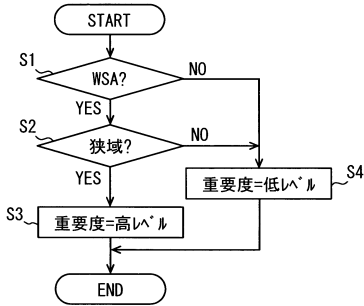 START
S1
WSA?
NO
YES
S2
狭域?
NO
YES
S3
重要度=高ﾚﾍﾞﾙ
重要度=低ﾚﾍﾞﾙ
S4
END